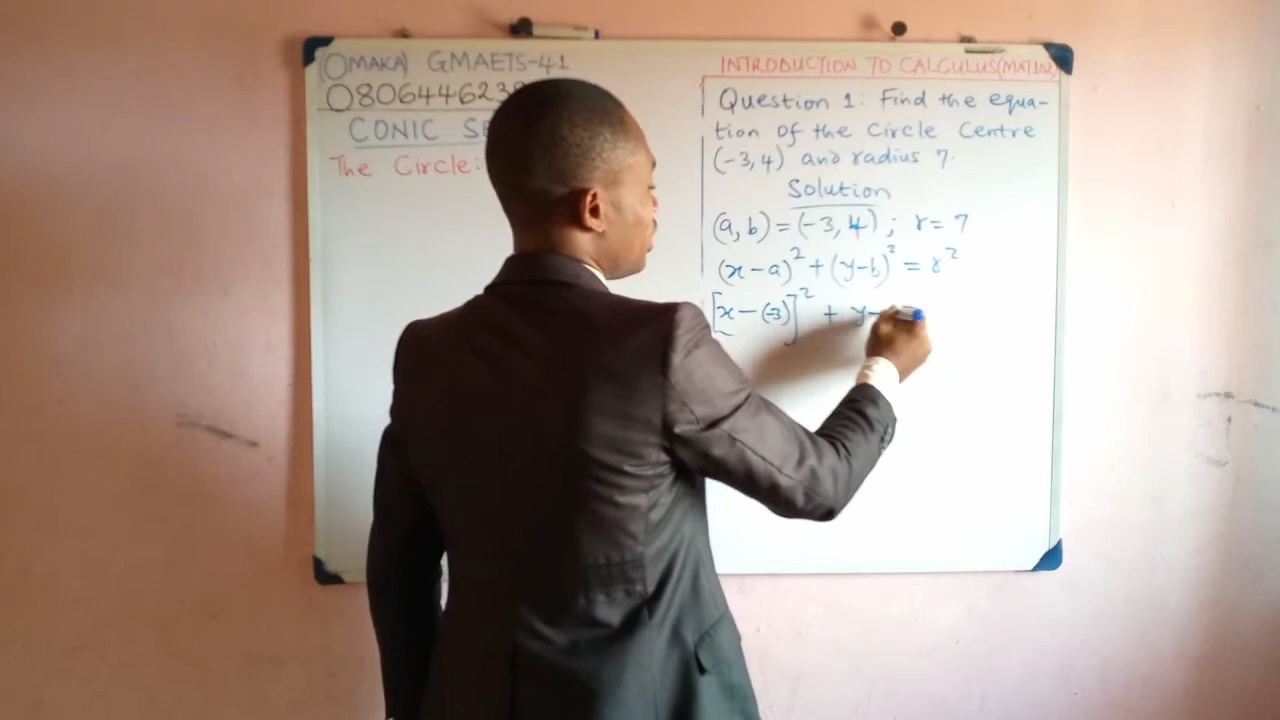 (OMAKA) GMAETS-41
CONIC
The Circle:
INTRODUCTION TO CALCULUS(MAT102)
Question 1: Find the equa-
tion of the Circle Centre
(-3,4) and radius 7.
Solution
(a, b) = (-3, 4) ; r = 7
(x - a)² + (y-b)² = r²
[x - (-3)]² + y-